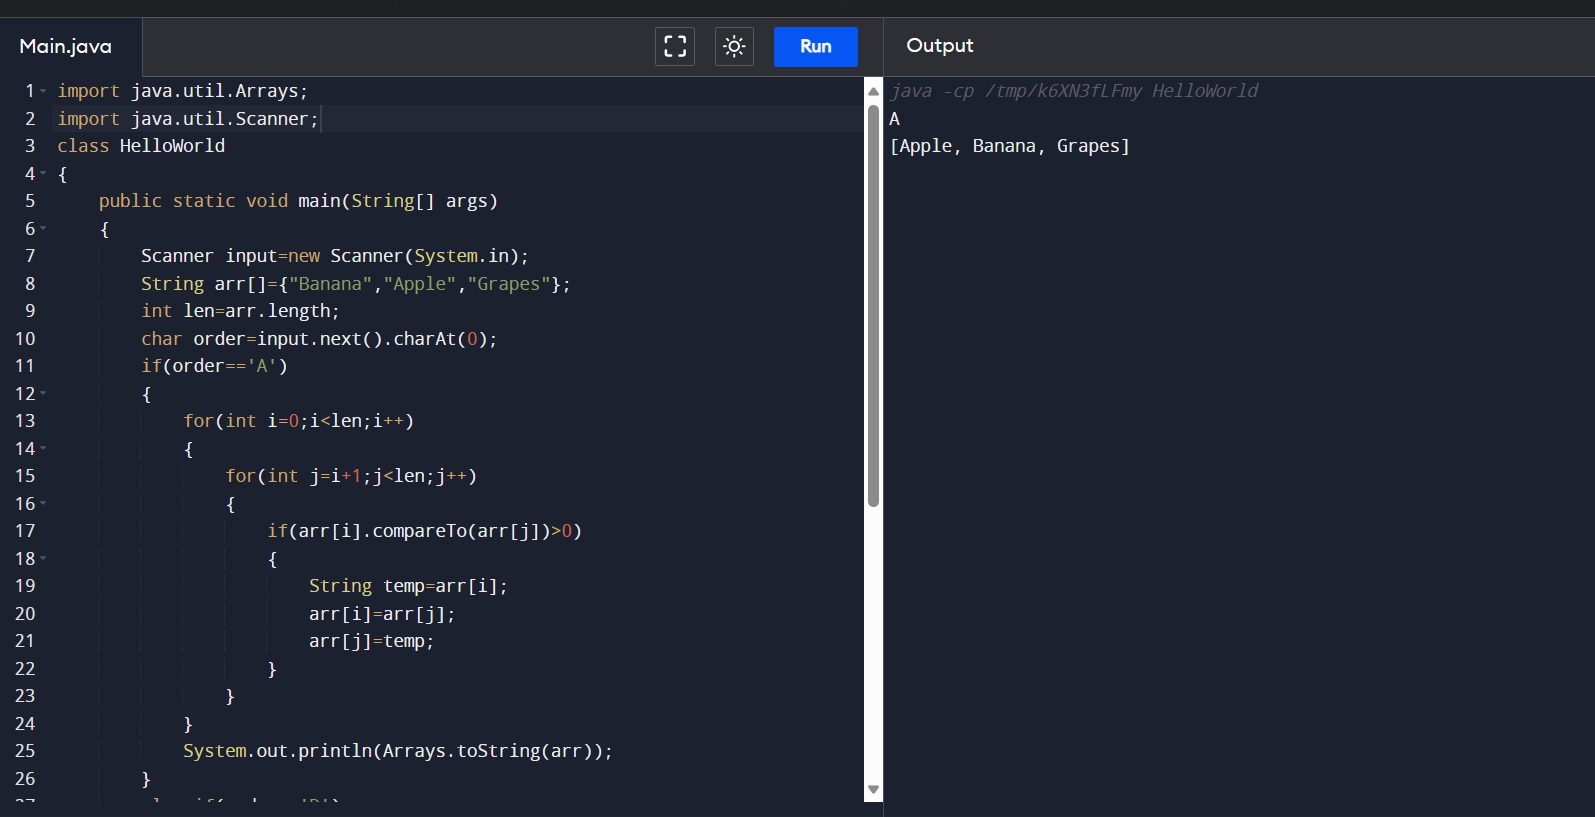 Main.java
Run
Output
1 import java.util.Arrays;
2 import java.util.Scanner;
3 class HelloWorld
4 {
5 public static void main(String[] args)
6 {
7 Scanner input=new Scanner(System.in);
8 String arr[]={"Banana","Apple","Grapes"};
9 int len=arr.length;
10 char order=input.next().charAt(0);
11 if(order=='A')
12 {
13 for(int i=0;i<len;i++)
14 {
15 for(int j=i+1;j<len;j++)
16 {
17 if(arr[i].compareTo(arr[j])>0)
18 {
19 String temp=arr[i];
20 arr[i]=arr[j];
21 arr[j]=temp;
22 }
23 }
24 }
25 System.out.println(Arrays.toString(arr));
26 }
java -cp /tmp/k6XN3fLFmy HelloWorld
A
[Apple, Banana, Grapes]